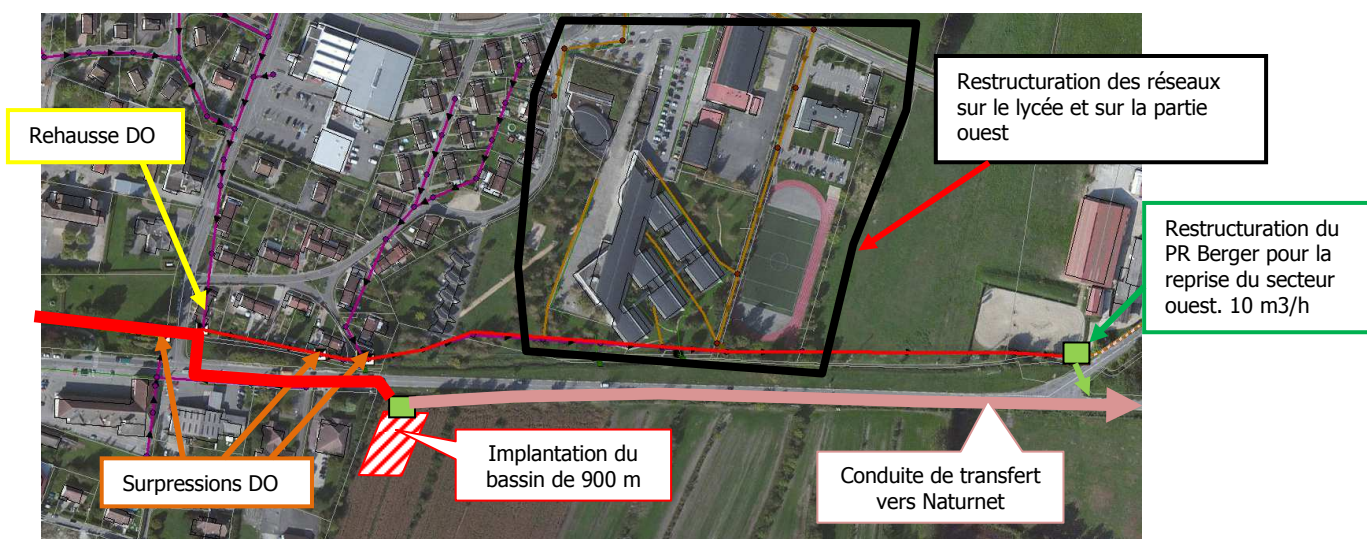 Restructuration des réseaux
sur le lycée et sur la partie
ouest
Rehausse DO
Restructuration du
PR Berger pour la
reprise du secteur
ouest. 10 m3/h
Implantation du
bassin de 900 m
Surpressions DO
Conduite de transfert
vers Naturnet